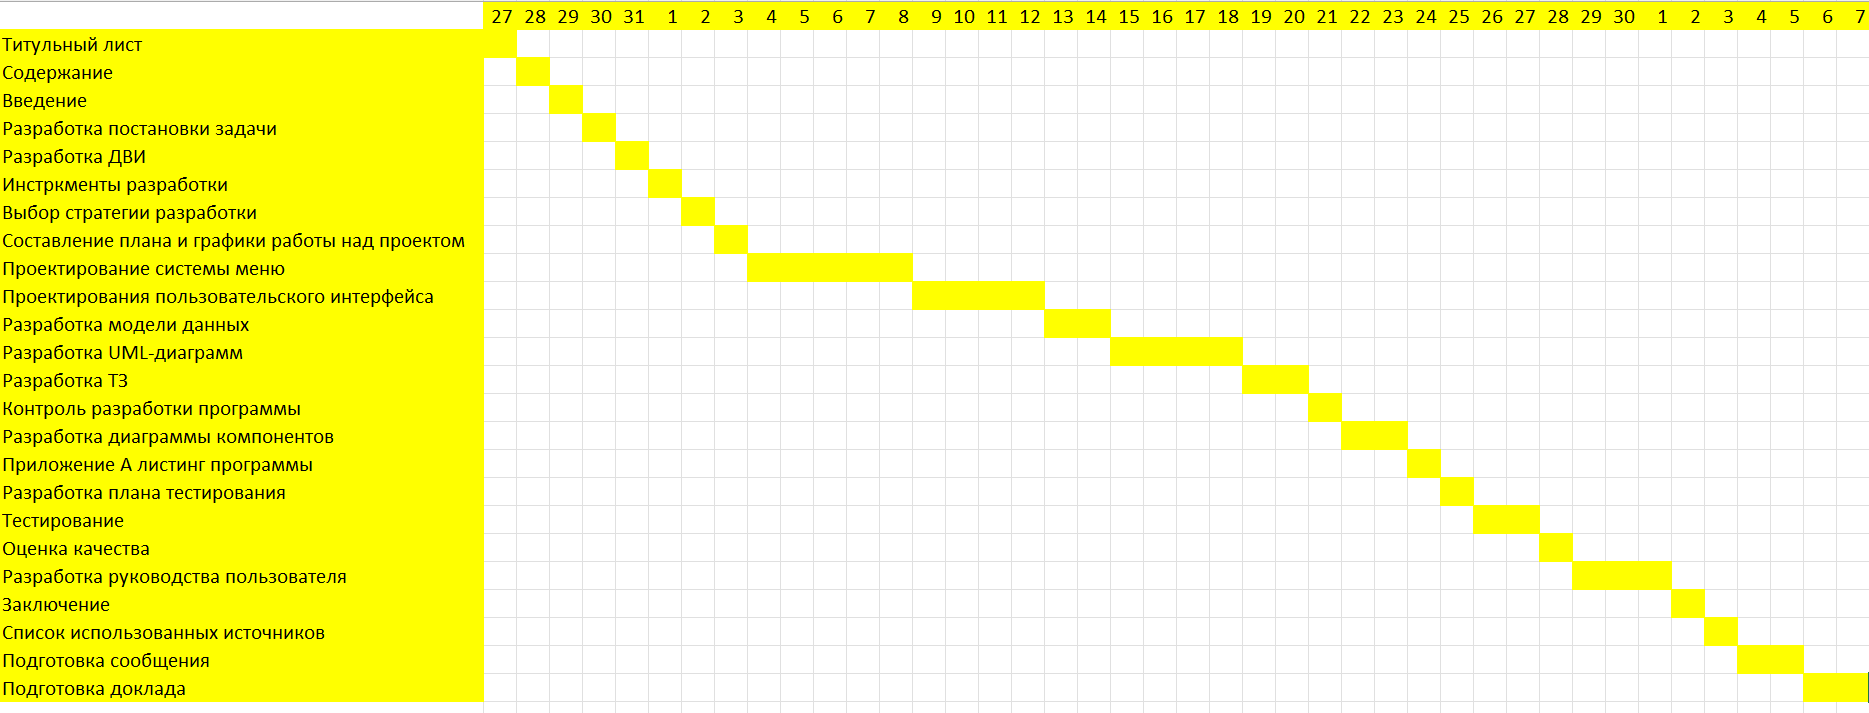 27 28 29 30 31 1 2 3 4 5 6 7 8 9 10 11 12 13 14 15 16 17 18 19 20 21 22 23 24 25 26 27 28 29 30 1 2 3 4 5 6 7
Титульный лист
Содержание
Введение
Разработка постановки задачи
Разработка ДВИ
Инстркменты разработки
Выбор стратегии разработки
Составление плана и графики работы над проектом
Проектирование системы меню
Проектирования пользовательского интерфейса
Разработка модели данных
Разработка UML-диаграмм
Разработка ТЗ
Контроль разработки программы
Разработка диаграммы компонентов
Приложение А листинг программы
Разработка плана тестирования
Тестирование
Оценка качества
Разработка руководства пользователя
Заключение
Список использованных источников
Подготовка сообщения
Подготовка доклада